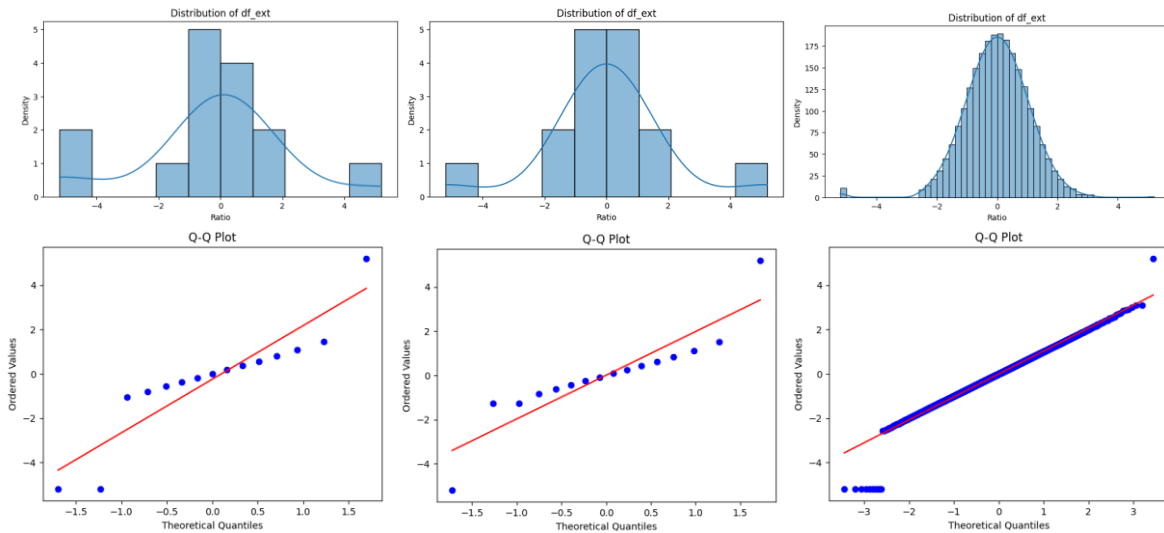 Distribution of df_ext
5
4
3
2
1
0
Density
−4 −2 0 2 4
Ratio
Distribution of df_ext
5
4
3
2
1
0
Density
−4 −2 0 2 4
Ratio
Distribution of df_ext
175
150
125
100
75
50
25
0
Density
−4 −2 0 2 4
Ratio
Q-Q Plot
4
2
0
−2
−4
Ordered Values
−1.5 −1.0 −0.5 0.0 0.5 1.0 1.5
Theoretical Quantiles
Q-Q Plot
4
2
0
−2
−4
Ordered Values
−1.5 −1.0 −0.5 0.0 0.5 1.0 1.5
Theoretical Quantiles
Q-Q Plot
4
2
0
−2
−4
Ordered Values
−3 −2 −1 0 1 2 3
Theoretical Quantiles